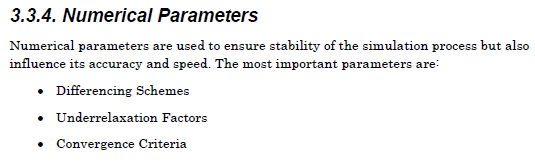 3.3.4. Numerical Parameters
Numerical parameters are used to ensure stability of the simulation process but also
influence its accuracy and speed. The most important parameters are:
• Differencing Schemes
• Underrelaxation Factors
• Convergence Criteria